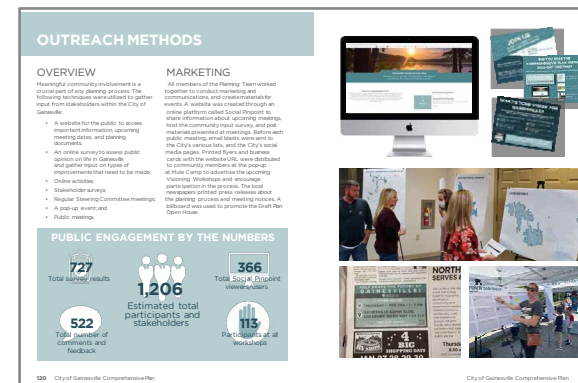 OUTREACH METHODS
OVERVIEW
Meaningful community involvement is a
crucial part of any planning process. The
following techniques were utilized to gather
input from stakeholders within the City of
Gainesville:
• A website for the public to access
important information, upcoming
meeting dates, and planning
documents;
• An online survey to assess public
opinion on life in Gainesville
and gather input on types of
improvements that need to be made;
• Online activities;
• Stakeholder surveys;
• Regular Steering Committee meetings;
• A pop-up event; and
• Public meetings.
MARKETING
All members of the Planning Team worked
together to conduct marketing and
communications, and create materials for
events. A website was created through an
online platform called Social Pinpoint to
share information about upcoming meetings,
host the community input survey, and post
materials presented at meetings. Before each
public meeting, email blasts were sent to
the City's various lists, and the City's social
media pages. Printed flyers and business
cards with the website URL were distributed
to community members at the pop-up
at Mule Camp to advertise the upcoming
Visioning Workshops and encourage
participation in the process. The local
newspapers printed press releases about
the planning process and meeting notices. A
billboard was used to promote the Draft Plan
Open House.
PUBLIC ENGAGEMENT BY THE NUMBERS
727
Total survey results
522
Total number of
comments and
feedback
1,206
Estimated total
participants and
stakeholders
366
Total Social Pinpoint
viewers/users
113
Participants at all
workshops
JOIN US
GAINESVILLE!
NORTH
4
BIG
SHOPPING DAYS
120 City of Gainesville Comprehensive Plan
City of Gainesville Comprehensive Plan